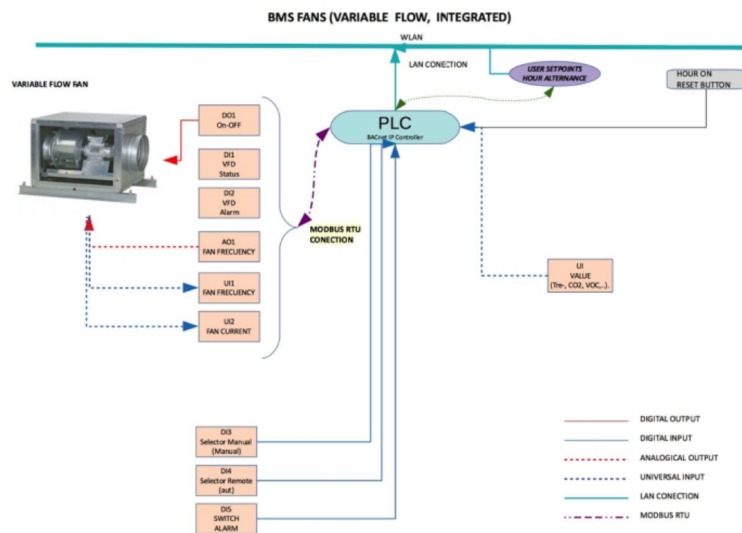 BMS FANS (VARIABLE FLOW, INTEGRATED)
WLAN
LAN CONECTION
USER SETPOINTS
HOUR ALTERNANCE
HOUR ON
RESET BUTTON
VARIABLE FLOW FAN
DO1
On-OFF
PLC
BACnet IP Controller
DI1
VFD
Status
DI2
VFD
Alarm
MODBUS RTU
CONECTION
AO1
FAN FRECUENCY
UI1
FAN FRECUENCY
UI2
FAN CURRENT
UI
VALUE
(Tre-, CO2, VOC,..).
DI3
Selector Manual
(Manual)
DI4
Selector Remote
(aut)
DI5
SWITCH
ALARM
DIGITAL OUTPUT
DIGITAL INPUT
ANALOGICAL OUTPUT
UNIVERSAL INPUT
LAN CONECTION
MODBUS RTU